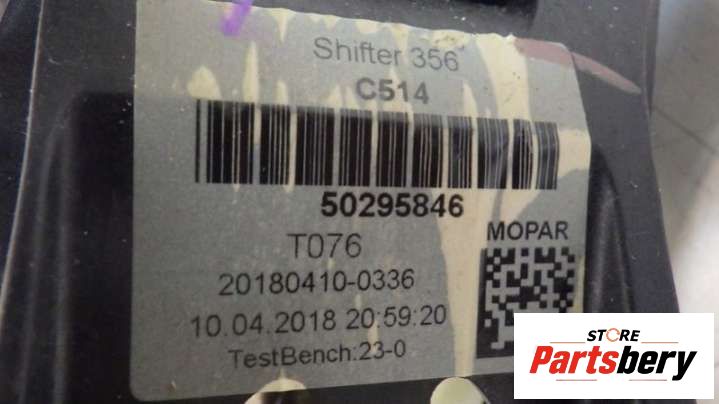 Shifter 356
C514
50295846
T076
MOPAR
20180410-0336
10.04.2018 20:59:20
TestBench:23-0
STORE
Partsbery